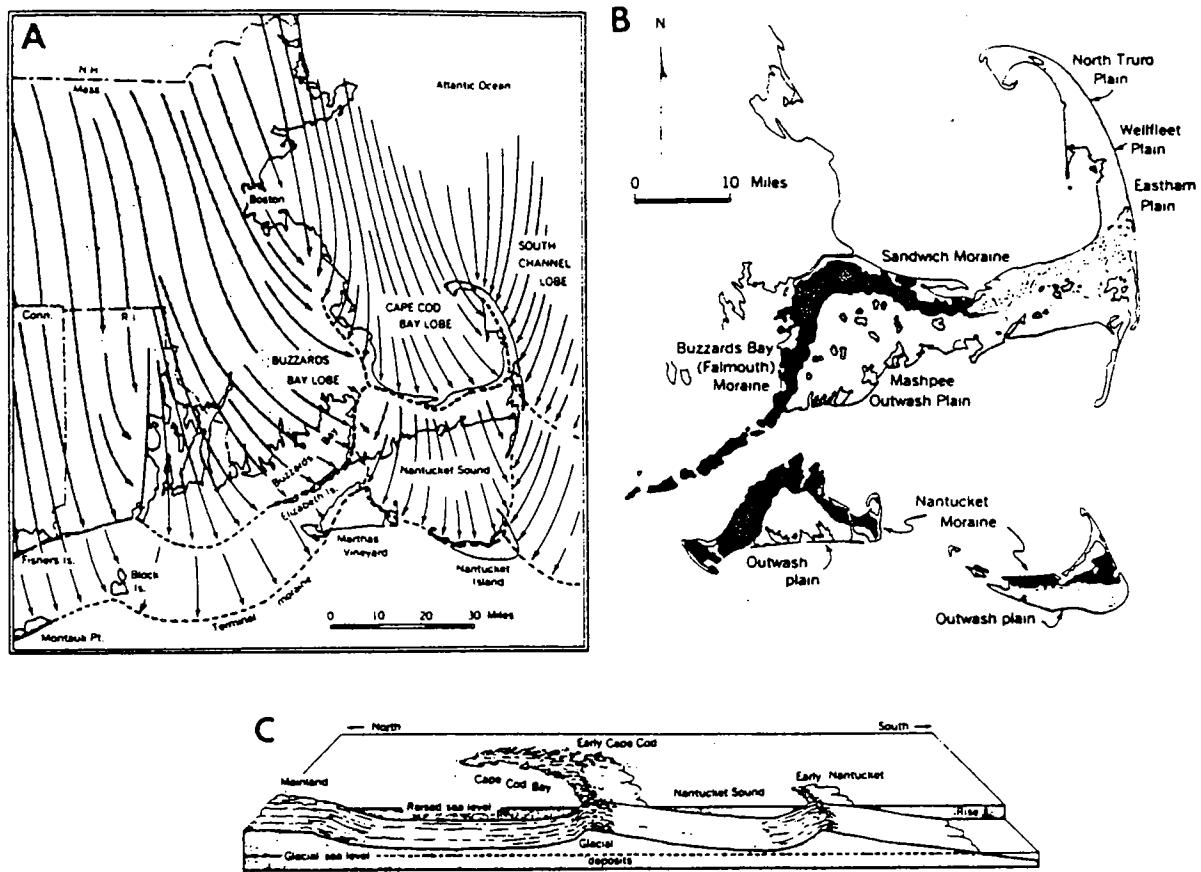 A
N.H.
Mass.
Atlantic Ocean
Boston
SOUTH
CHANNEL
LOBE
CAPE COD
BAY LOBE
Conn.
R.I.
BUZZARDS
BAY LOBE
Buzzards Bay
Nantucket Sound
Elizabeth Is.
Marthas
Vineyard
Nantucket
Island
Fishers Is.
Block
Is.
Terminal moraine
0 10 20 30 Miles
Montauk Pt.
B
N
North Truro
Plain
Wellfleet
Plain
Eastham
Plain
0 10 Miles
Sandwich Moraine
Buzzards Bay
(Falmouth)
Moraine
Mashpee
Outwash Plain
Nantucket
Moraine
Outwash
plain
Outwash plain
C
North
South
Early Cape Cod
Mainland
Cape Cod Bay
Early Nantucket
Nantucket Sound
Raised sea level
Rise
Glacial
Glacial sea level
deposits